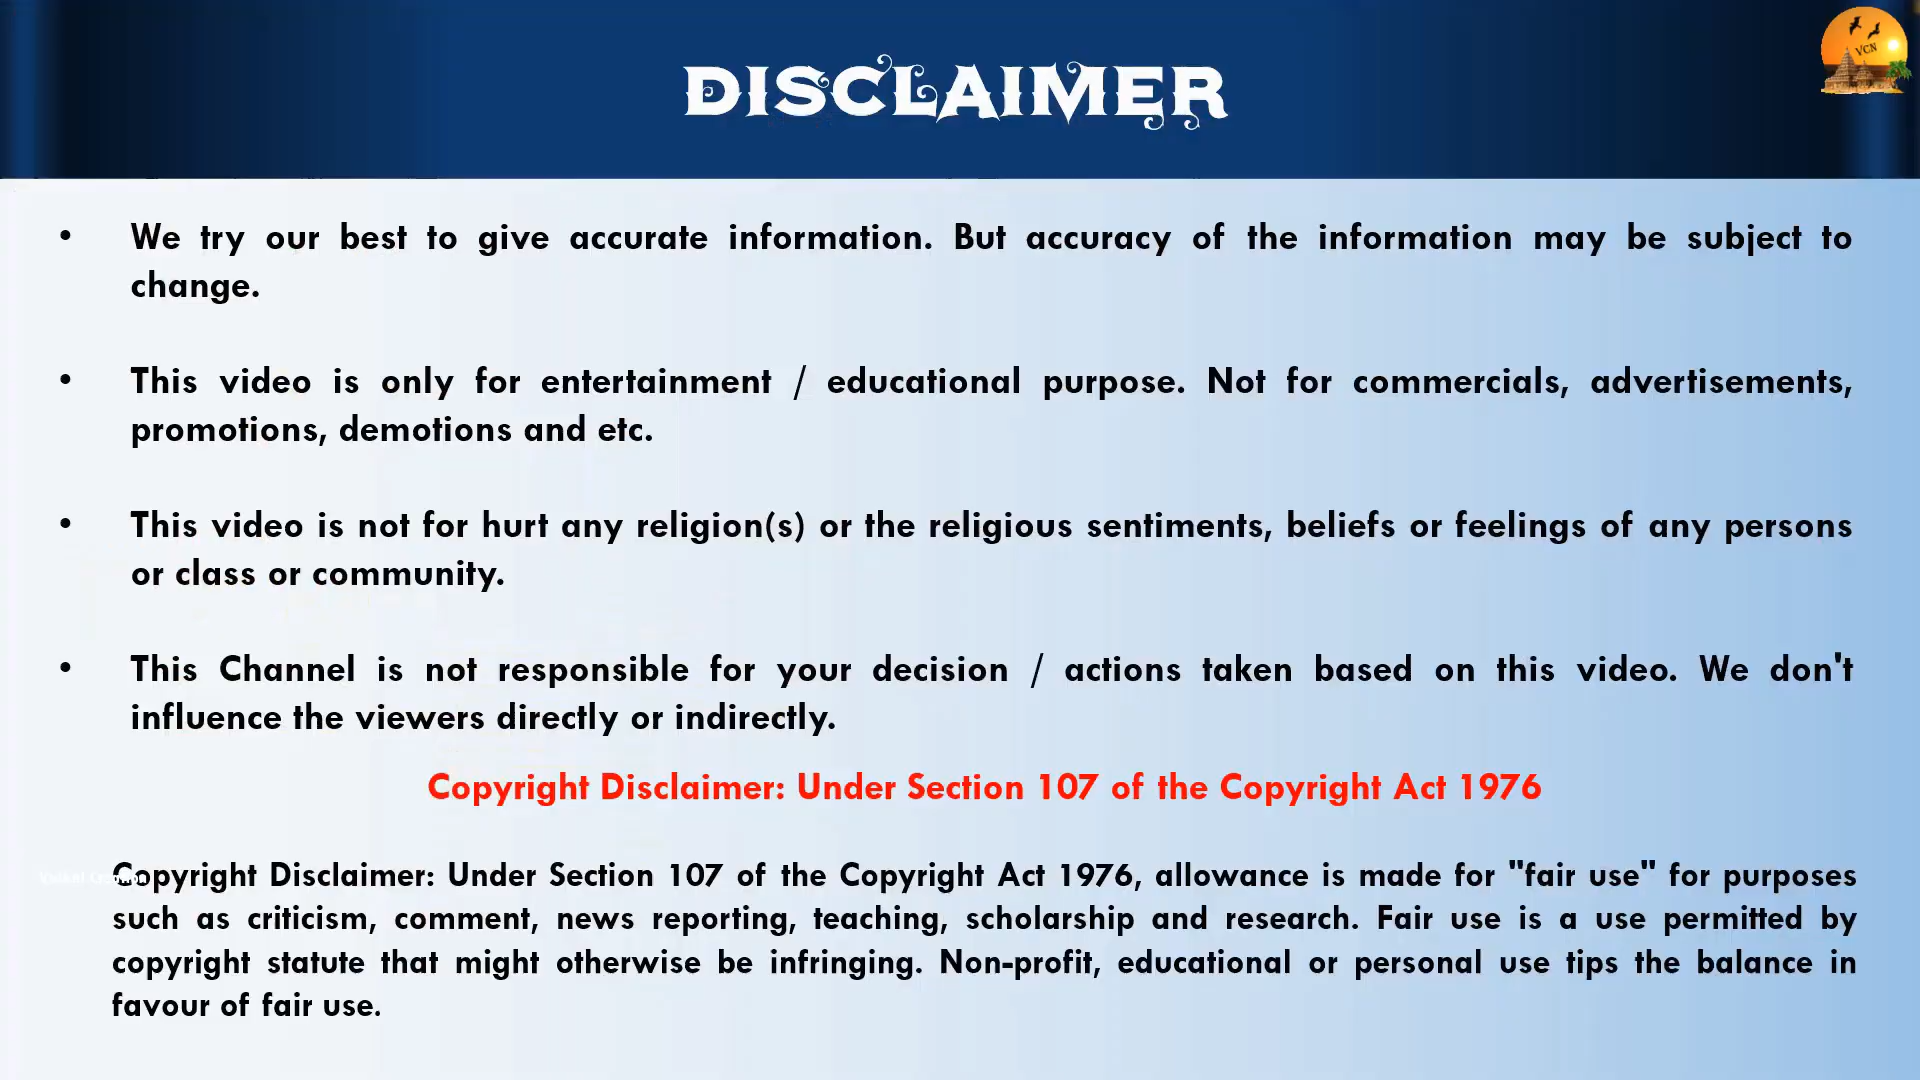 DISCLAIMER
VCN
• We try our best to give accurate information. But accuracy of the information may be subject to
change.
• This video is only for entertainment / educational purpose. Not for commercials, advertisements,
promotions, demotions and etc.
• This video is not for hurt any religion(s) or the religious sentiments, beliefs or feelings of any persons
or class or community.
• This Channel is not responsible for your decision / actions taken based on this video. We don't
influence the viewers directly or indirectly.
Copyright Disclaimer: Under Section 107 of the Copyright Act 1976
Copyright Disclaimer: Under Section 107 of the Copyright Act 1976, allowance is made for "fair use" for purposes
such as criticism, comment, news reporting, teaching, scholarship and research. Fair use is a use permitted by
copyright statute that might otherwise be infringing. Non-profit, educational or personal use tips the balance in
favour of fair use.